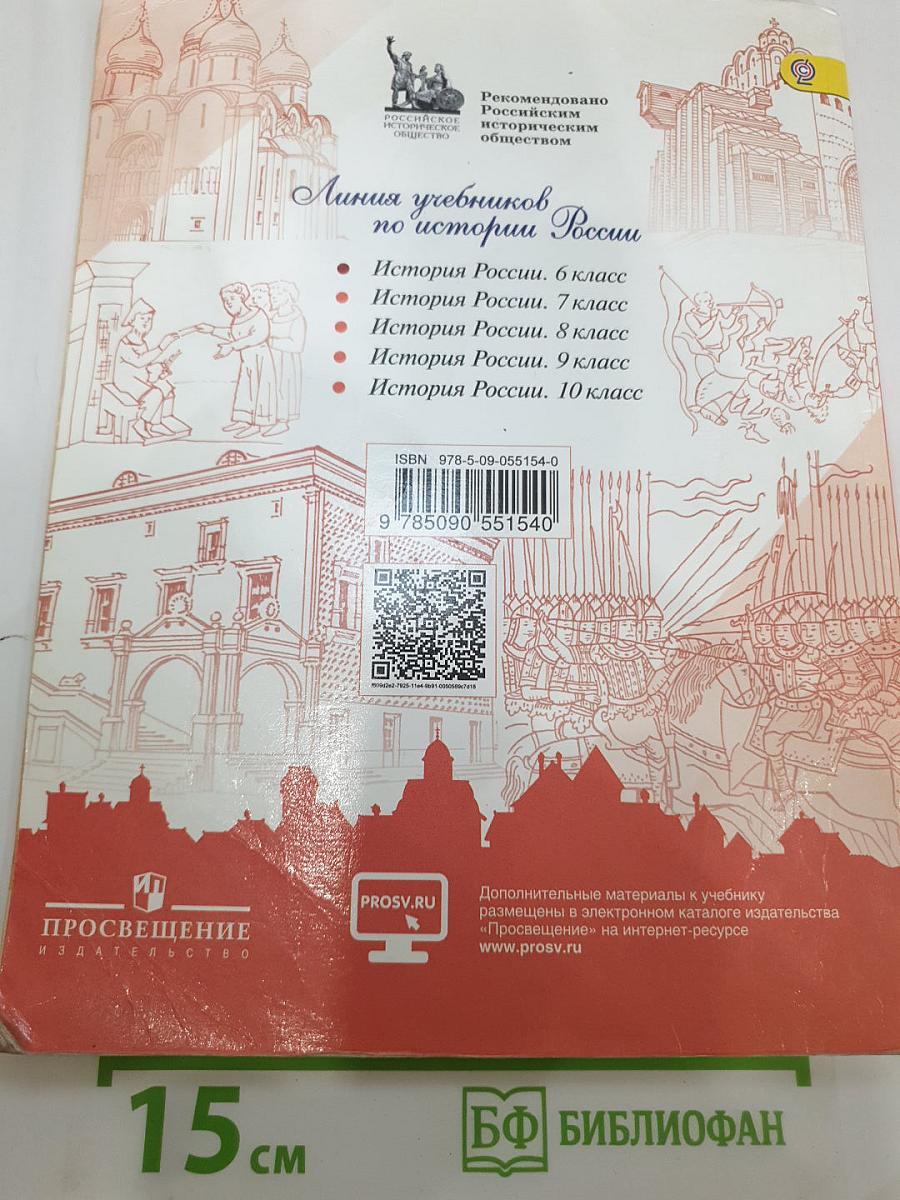 РОССИЙСКОЕ
ИСТОРИЧЕСКОЕ
ОБЩЕСТВО
Рекомендовано
Российским
историческим
обществом
Линия учебников
по истории России
История России. 6 класс
История России. 7 класс
История России. 8 класс
История России. 9 класс
История России. 10 класс
ISBN 978-5-09-055154-0
9 785090 551540
ПРОСВЕЩЕНИЕ
ИЗДАТЕЛЬСТВО
PROSV.RU
Дополнительные материалы к учебнику
размещены в электронном каталоге издательства
«Просвещение» на интернет-ресурсе
www.prosv.ru
15 см
БФ БИБЛИОФАН